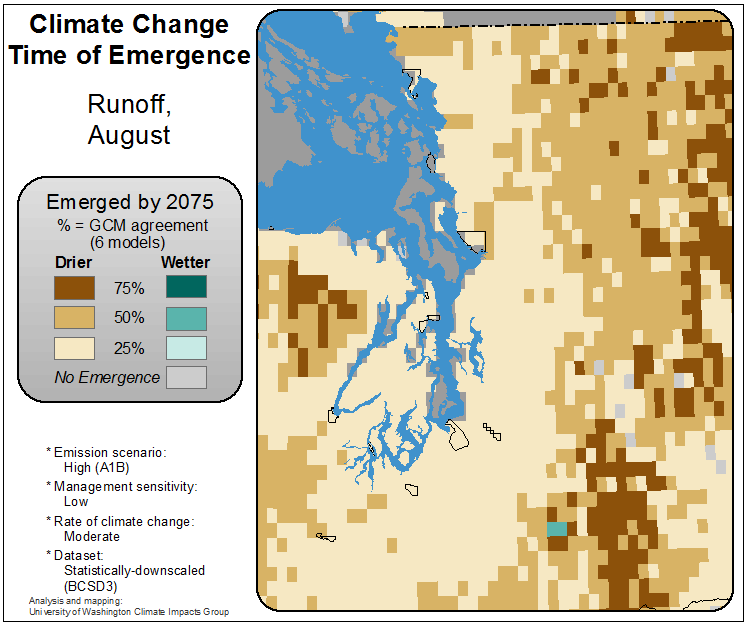 Climate Change
Time of Emergence
Runoff,
August
Emerged by 2075
% = GCM agreement
(6 models)
Drier Wetter
75%
50%
25%
No Emergence
* Emission scenario:
High (A1B)
* Management sensitivity:
Low
* Rate of climate change:
Moderate
* Dataset:
Statistically-downscaled
(BCSD3)
Analysis and mapping:
University of Washington Climate Impacts Group